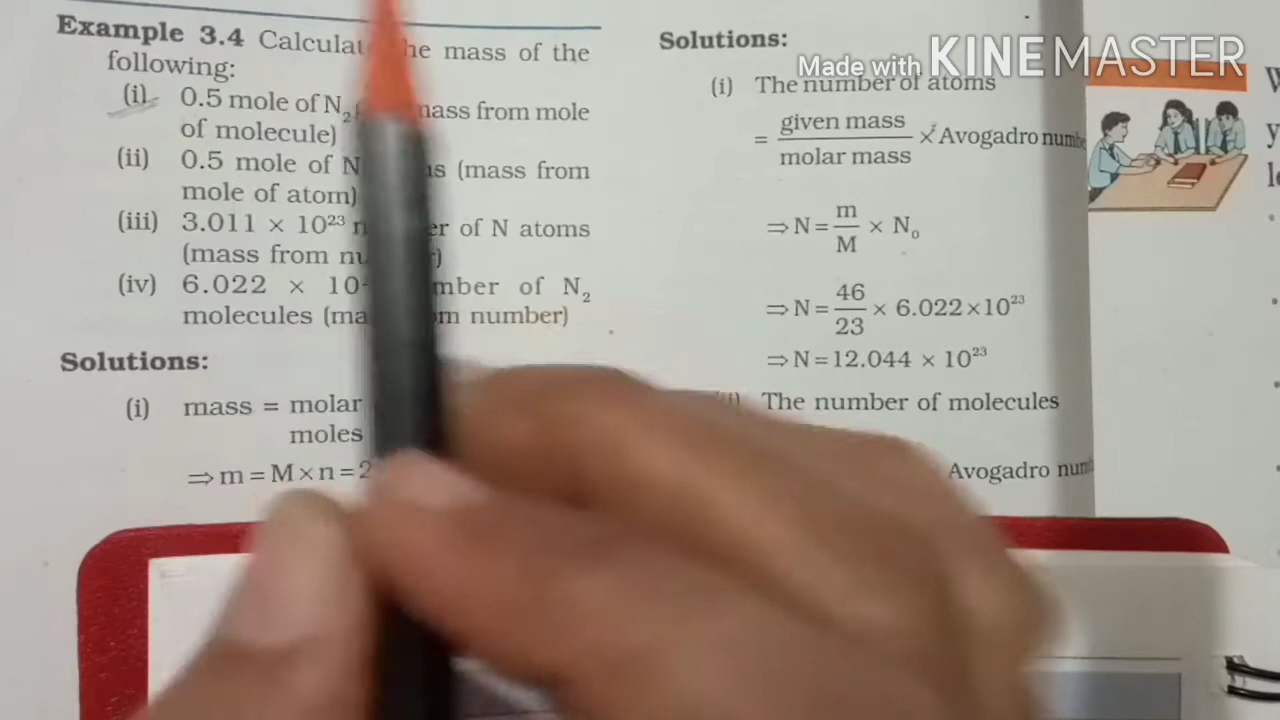 Example 3.4 Calculat he mass of the
following:
(i) 0.5 mole of N2 mass from mole
of molecule)
(ii) 0.5 mole of N s (mass from
mole of atom)
(iii) 3.011 × 10²³ n er of N atoms
(mass from nu )
(iv) 6.022 × 10 mber of N2
molecules (ma om number)
Solutions:
(i) mass = molar
moles
⇒ m = M × n = 2
Solutions:
Made with KINEMASTER
(i) The number of atoms
= given mass / molar mass × Avogadro numbe
⇒ N = m / M × N₀
⇒ N = 46 / 23 × 6.022 × 10²³
⇒ N = 12.044 × 10²³
The number of molecules
Avogadro num
W
y
le